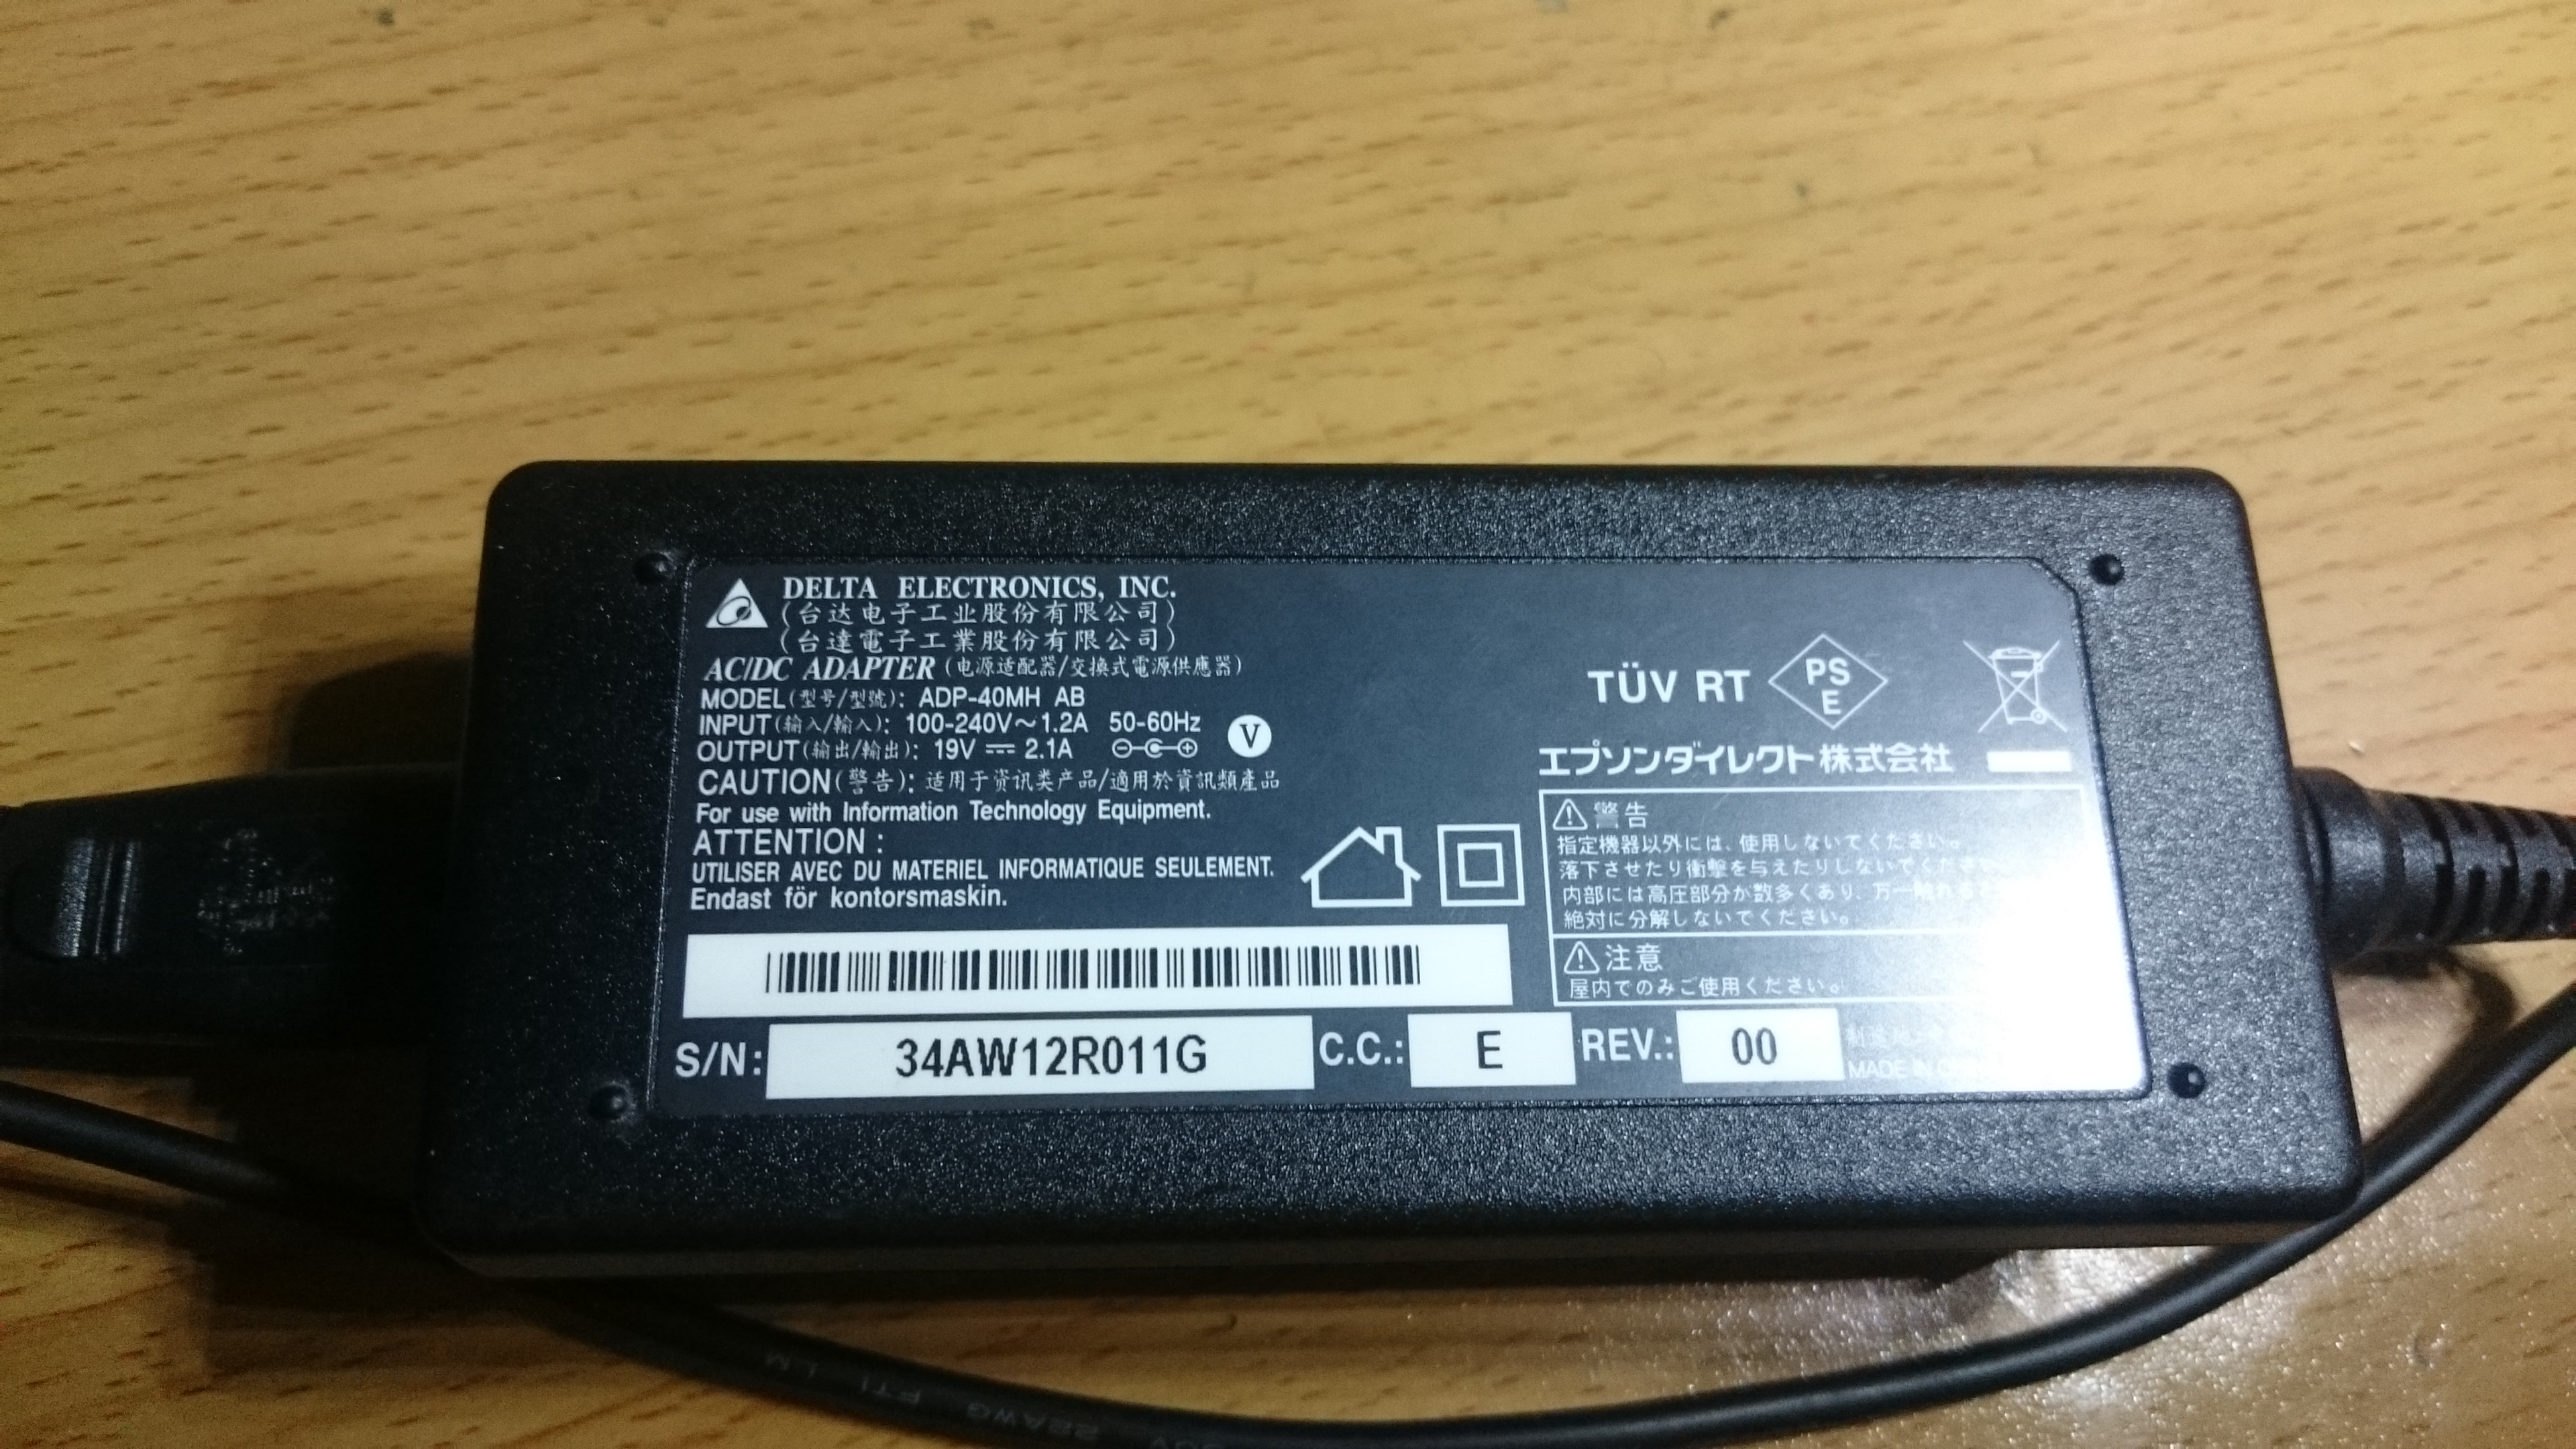 DELTA ELECTRONICS, INC.
(台达电子工业股份有限公司)
(台達電子工業股份有限公司)
AC/DC ADAPTER (电源适配器/交換式電源供應器)
MODEL(型号/型號): ADP-40MH AB
INPUT(输入/輸入): 100-240V～1.2A 50-60Hz
OUTPUT(输出/輸出): 19V ⎓ 2.1A
V
CAUTION(警告): 适用于资讯类产品/適用於資訊類產品
For use with Information Technology Equipment.
ATTENTION :
UTILISER AVEC DU MATERIEL INFORMATIQUE SEULEMENT.
Endast för kontorsmaskin.
TÜV RT
PS
E
エプソンダイレクト株式会社
警告
指定機器以外には、使用しないでください。
落下させたり衝撃を与えたりしないでください
内部には高圧部分が数多くあり、万一触れると
絶対に分解しないでください。
注意
屋内でのみご使用ください。
S/N: 34AW12R011G C.C.: E REV.: 00
MADE IN
22AWG FTI LM